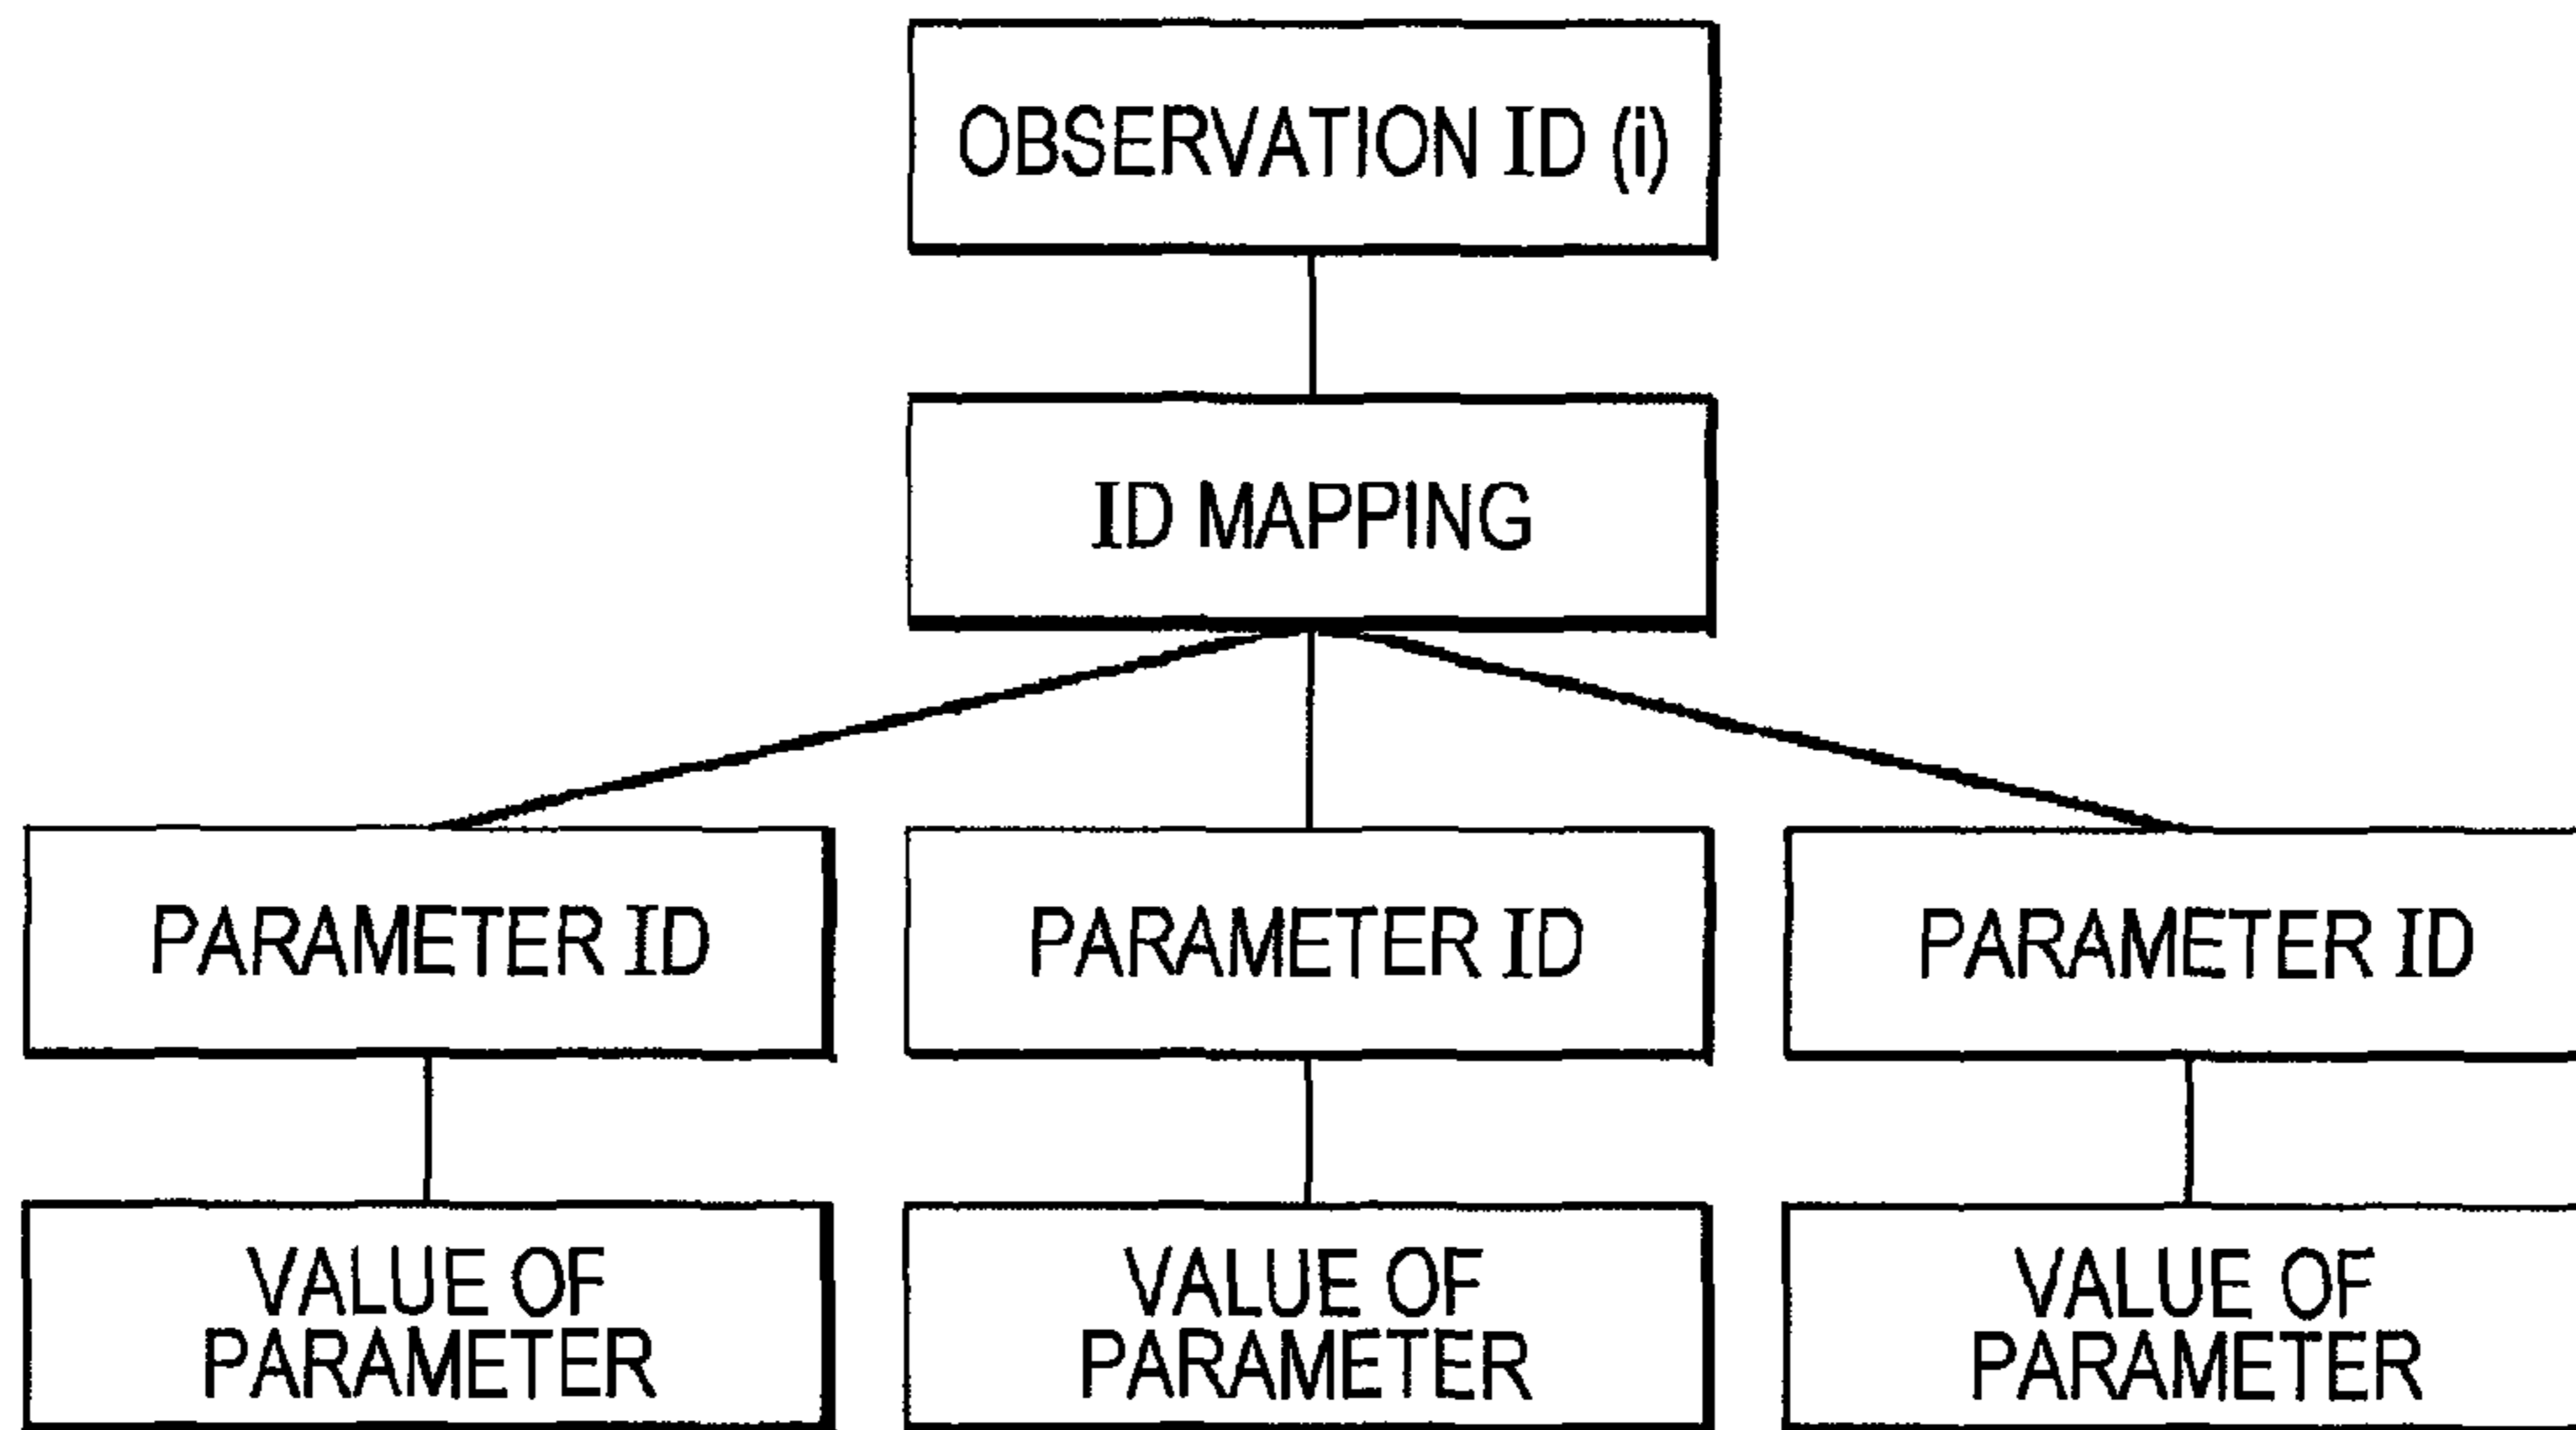 OBSERVATION ID (i)
ID MAPPING
PARAMETER ID
PARAMETER ID
PARAMETER ID
VALUE OF
PARAMETER
VALUE OF
PARAMETER
VALUE OF
PARAMETER